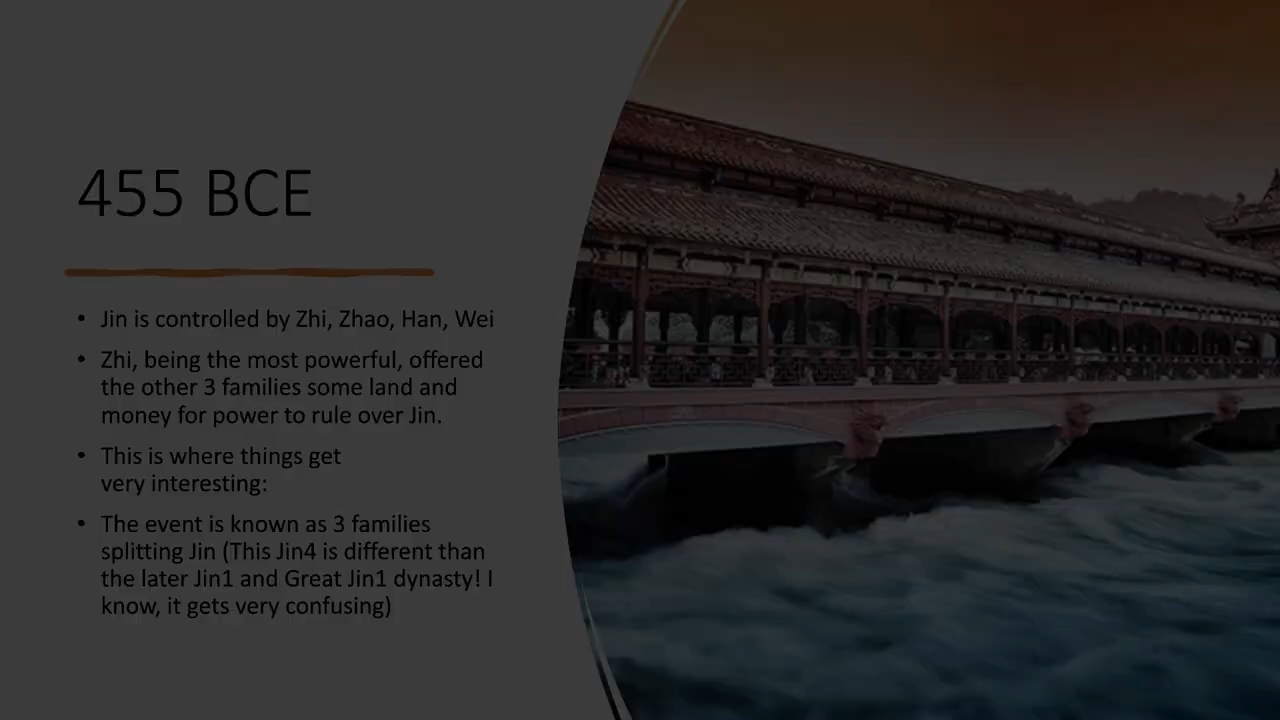 455 BCE
• Jin is controlled by Zhi, Zhao, Han, Wei
• Zhi, being the most powerful, offered
the other 3 families some land and
money for power to rule over Jin.
• This is where things get
very interesting:
• The event is known as 3 families
splitting Jin (This Jin4 is different than
the later Jin1 and Great Jin1 dynasty! I
know, it gets very confusing)